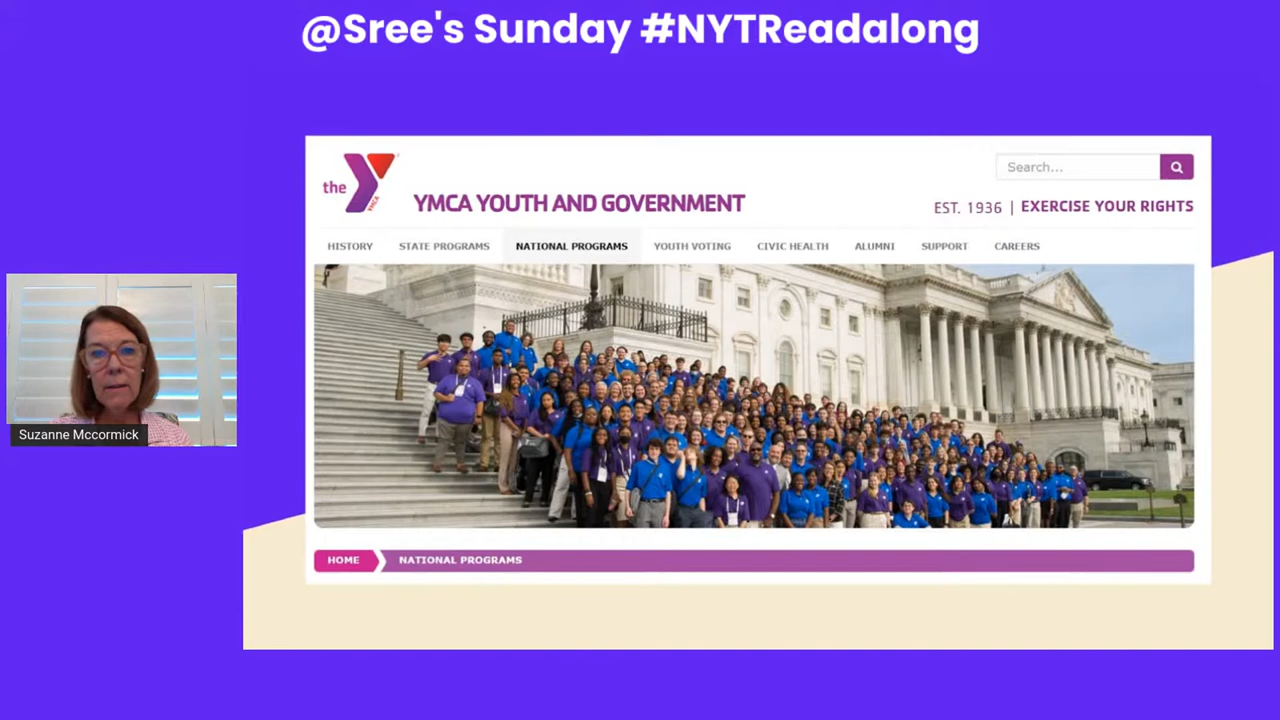 @Sree's Sunday #NYTReadalong
the
YMCA
YMCA YOUTH AND GOVERNMENT
Search...
EST. 1936 | EXERCISE YOUR RIGHTS
HISTORY STATE PROGRAMS NATIONAL PROGRAMS YOUTH VOTING CIVIC HEALTH ALUMNI SUPPORT CAREERS
Suzanne Mccormick
HOME NATIONAL PROGRAMS